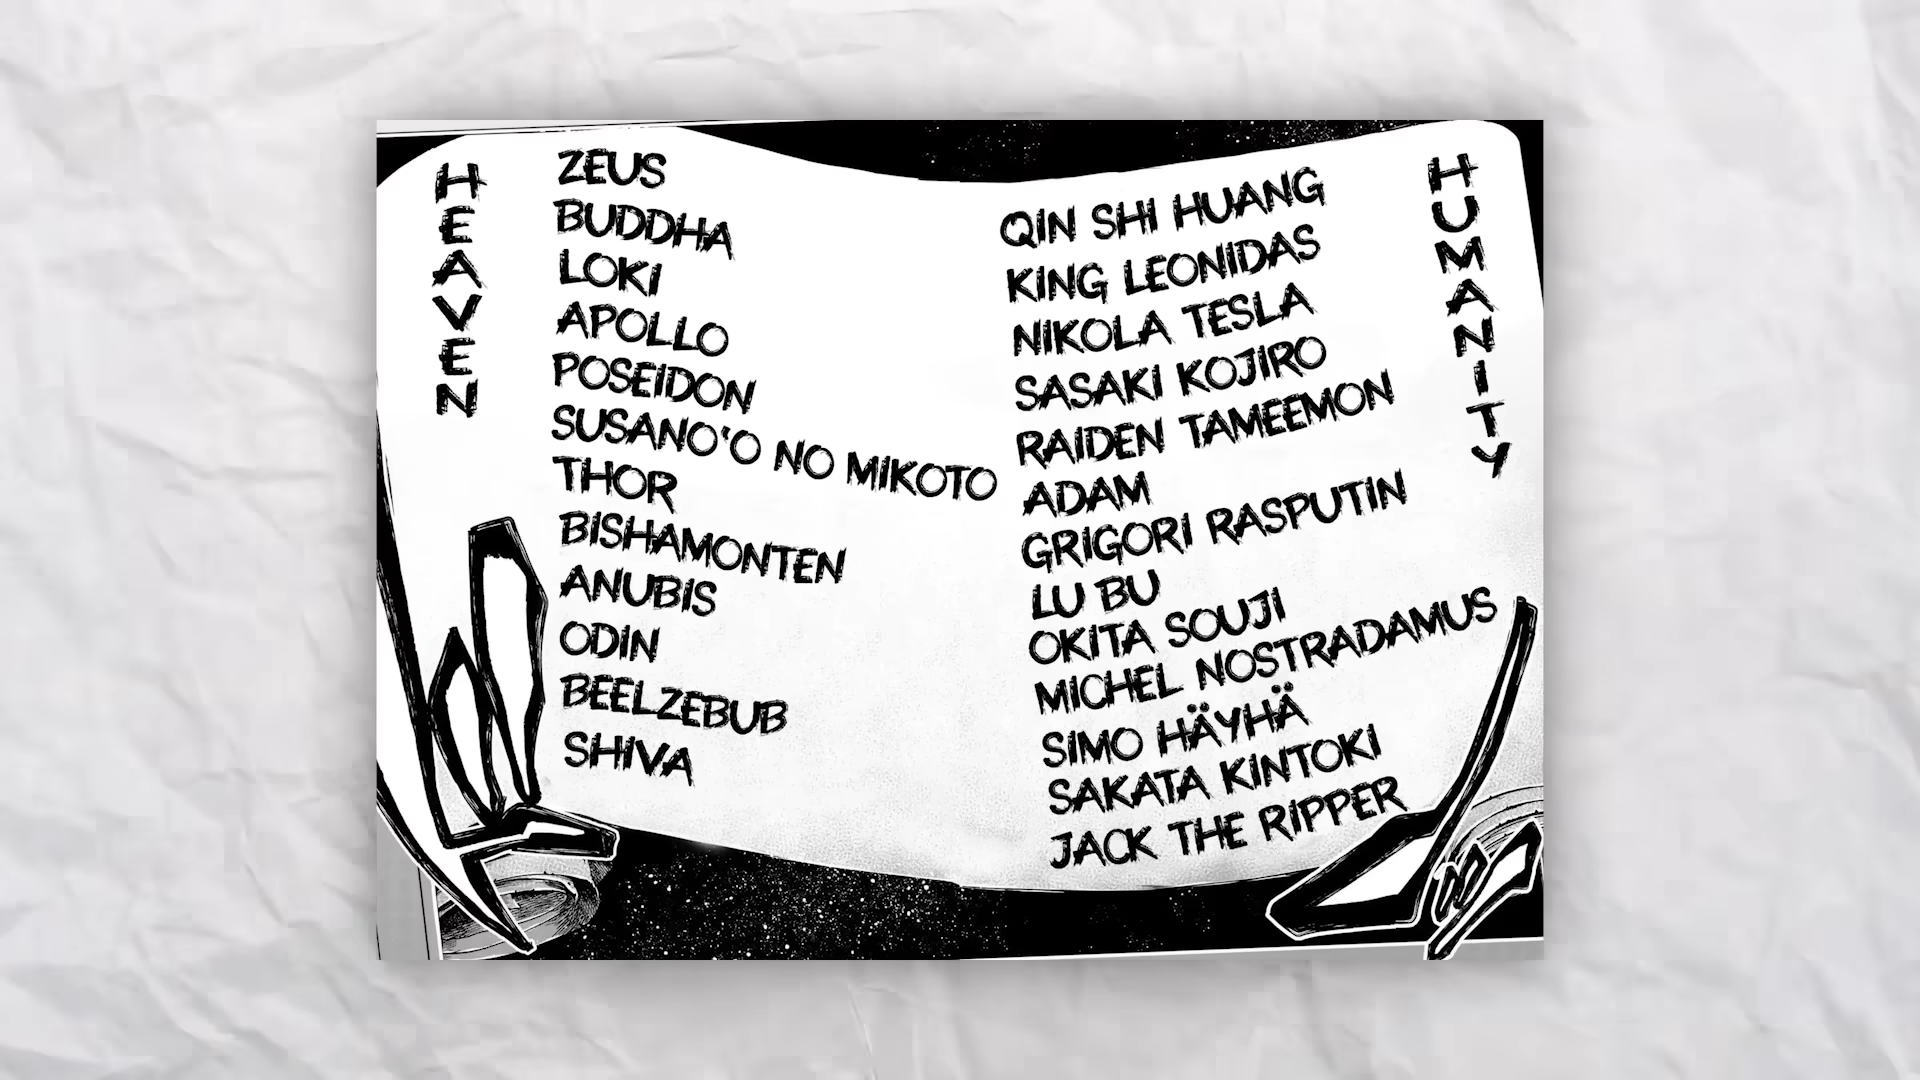 HEAVEN
ZEUS
BUDDHA
LOKI
APOLLO
POSEIDON
SUSANO'O NO MIKOTO
THOR
BISHAMONTEN
ANUBIS
ODIN
BEELZEBUB
SHIVA
HUMANITY
QIN SHI HUANG
KING LEONIDAS
NIKOLA TESLA
SASAKI KOJIRO
RAIDEN TAMEEMON
ADAM
GRIGORI RASPUTIN
LU BU
OKITA SOUJI
MICHEL NOSTRADAMUS
SIMO HÄYHÄ
SAKATA KINTOKI
JACK THE RIPPER